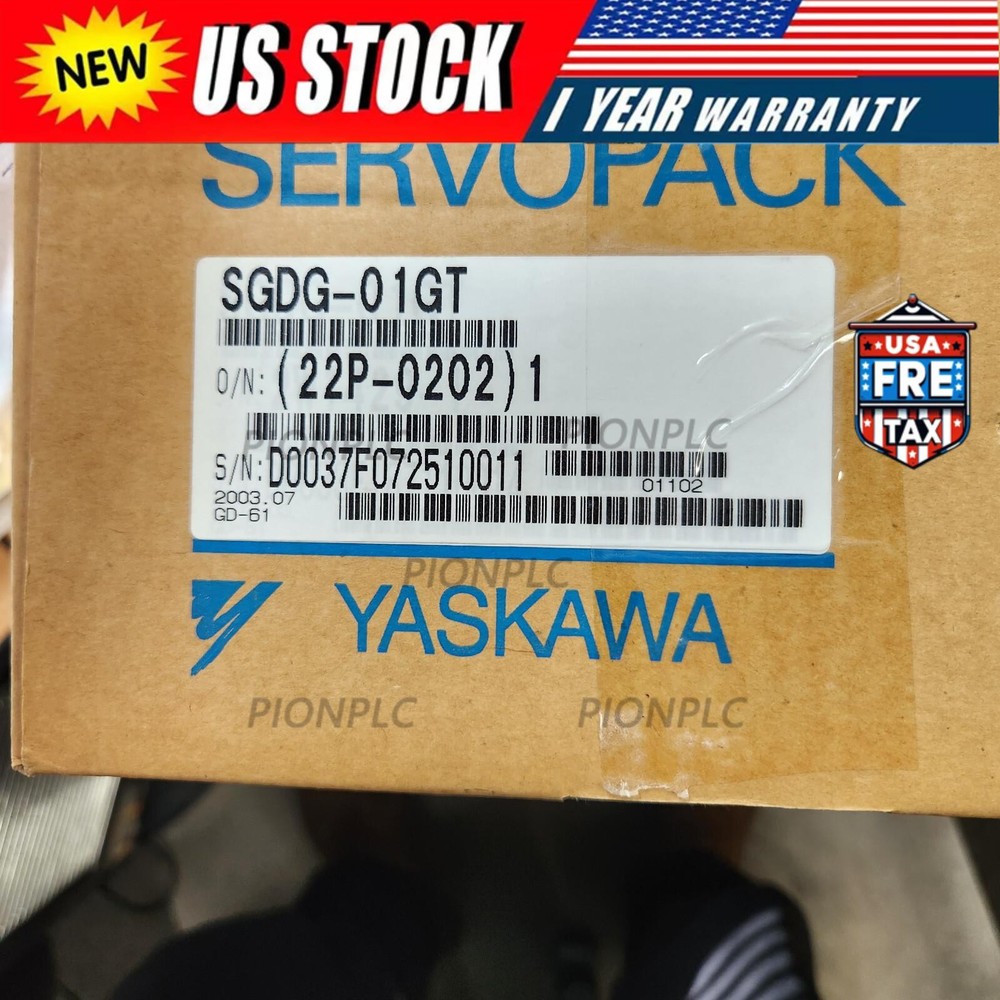 NEW
US STOCK
1 YEAR WARRANTY
SERVOPACK
SGDG-01GT
O/N: (22P-0202)1
PIONPLC
PIONPLC
S/N: D0037F072510011
01102
2003.07
GD-61
USA
FRE
TAX
PIONPLC
YASKAWA
PIONPLC
PIONPLC